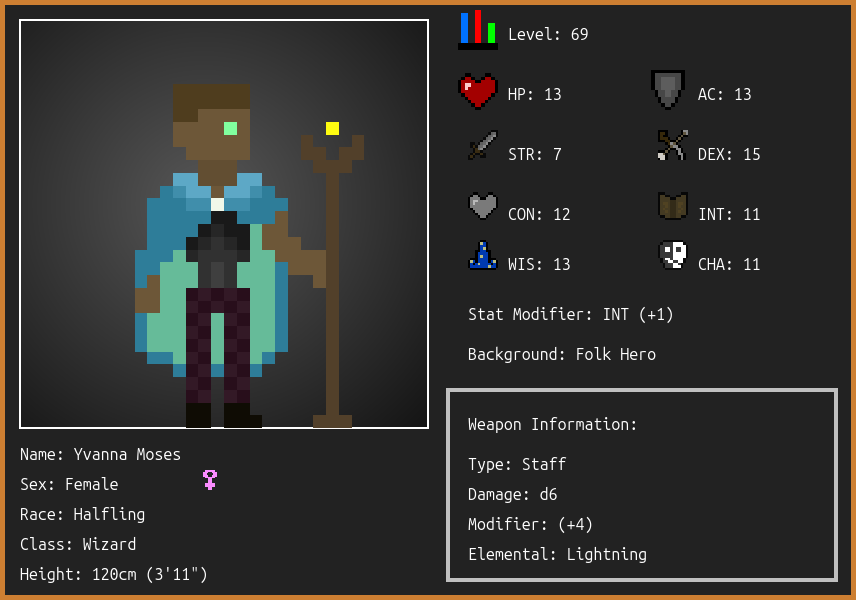 Level: 69
HP: 13
AC: 13
STR: 7
DEX: 15
CON: 12
INT: 11
WIS: 13
CHA: 11
Stat Modifier: INT (+1)
Background: Folk Hero
Weapon Information:
Type: Staff
Damage: d6
Modifier: (+4)
Elemental: Lightning
Name: Yvanna Moses
Sex: Female
Race: Halfling
Class: Wizard
Height: 120cm (3'11")